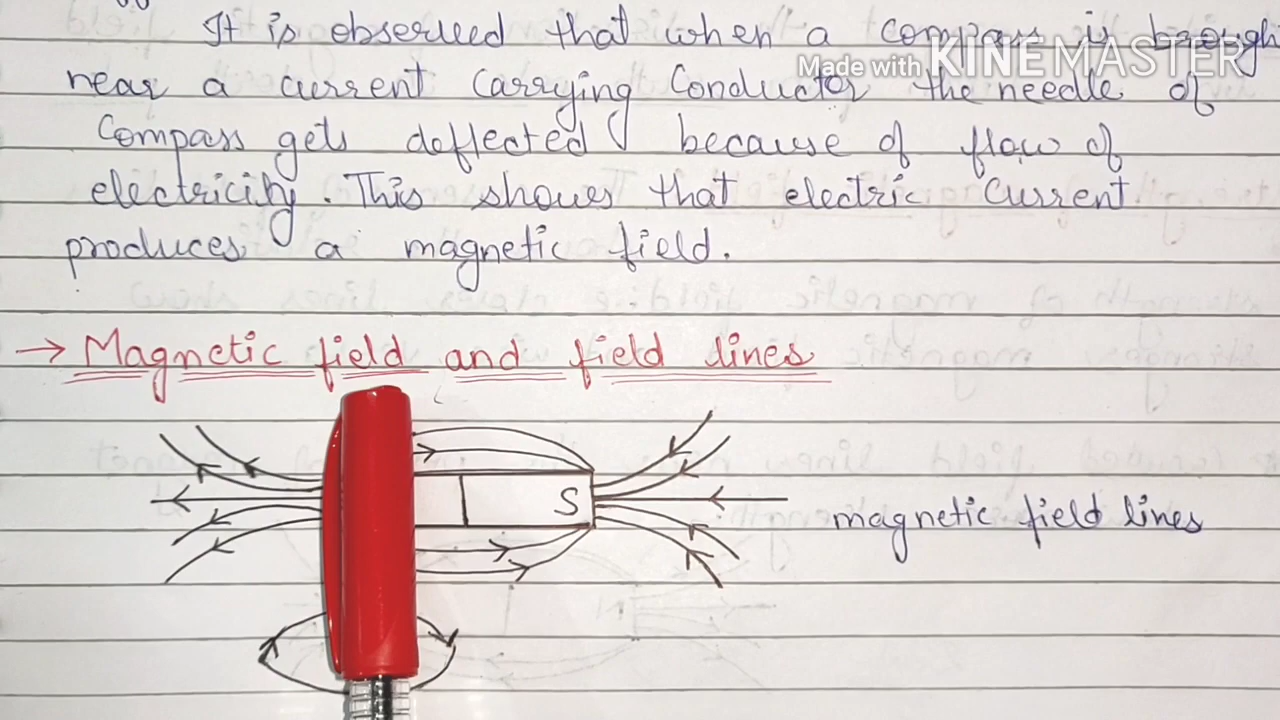 It is observed that when a compass is brough
Made with KINEMASTER
near a current carrying Conductor the needle of
Compass gets deflected because of flow of
electricity. This shows that electric current
produces a magnetic field.
→ Magnetic field and field lines
S
magnetic field lines